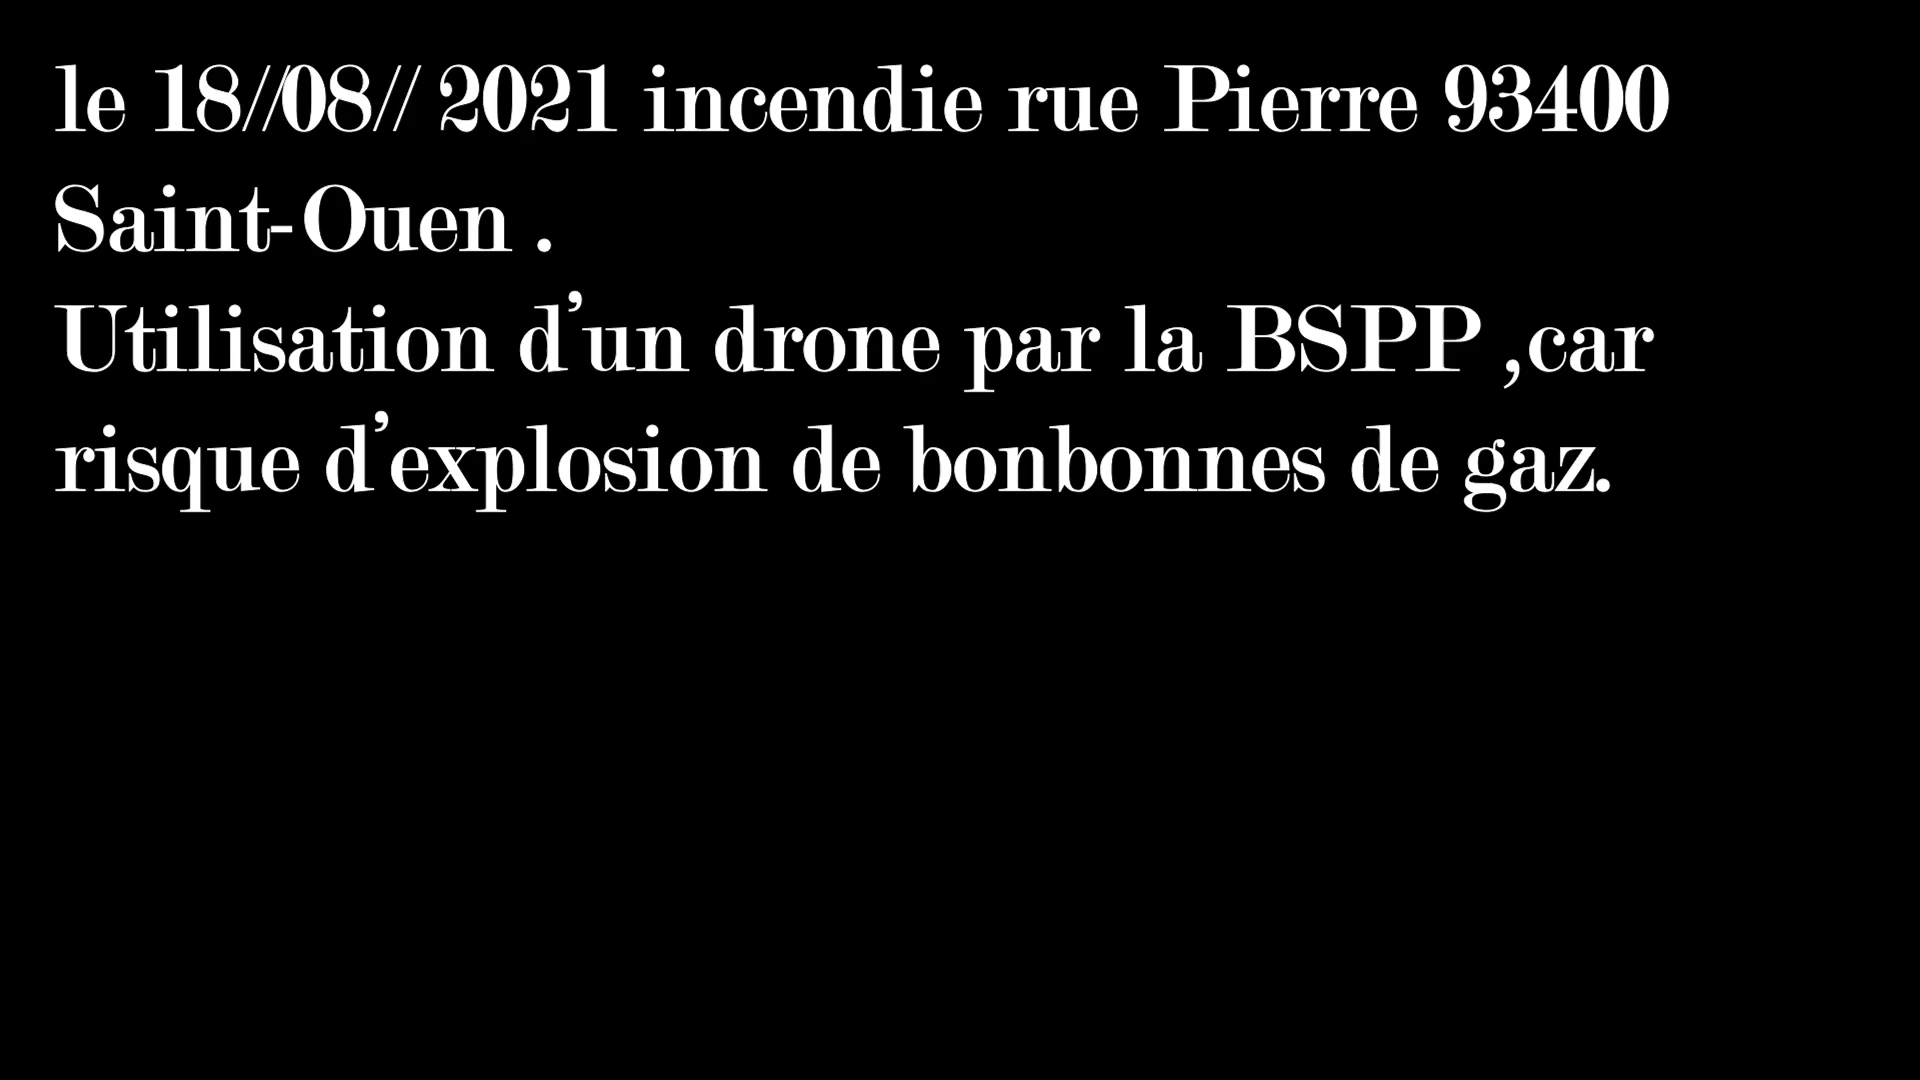 le 18//08// 2021 incendie rue Pierre 93400
Saint-Ouen .
Utilisation d'un drone par la BSPP ,car
risque d'explosion de bonbonnes de gaz.